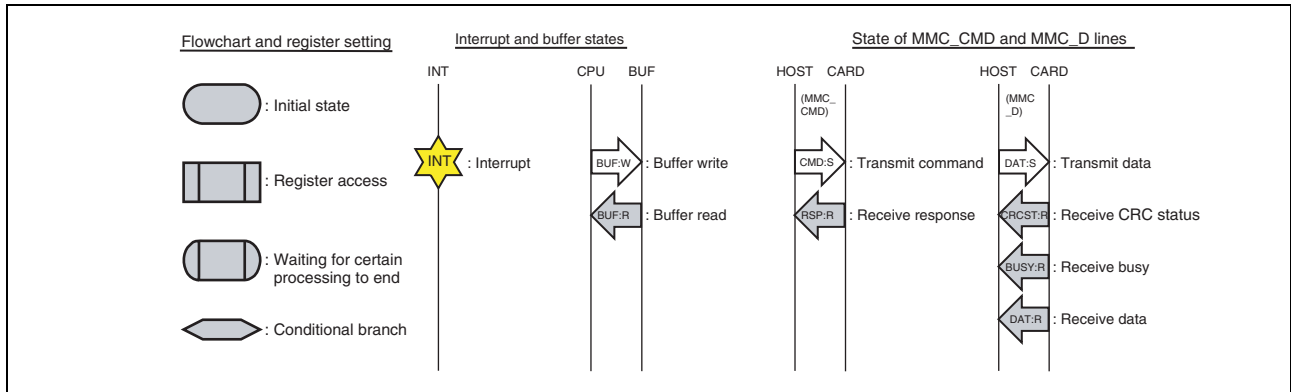 Flowchart and register setting
: Initial state
: Register access
: Waiting for certain
processing to end
: Conditional branch
Interrupt and buffer states
INT
CPU BUF
INT : Interrupt
BUF:W : Buffer write
BUF:R : Buffer read
State of MMC_CMD and MMC_D lines
HOST CARD
(MMC_
CMD)
CMD:S : Transmit command
RSP:R : Receive response
HOST CARD
(MMC
_D)
DAT:S : Transmit data
CRCST:R : Receive CRC status
BUSY:R : Receive busy
DAT:R : Receive data